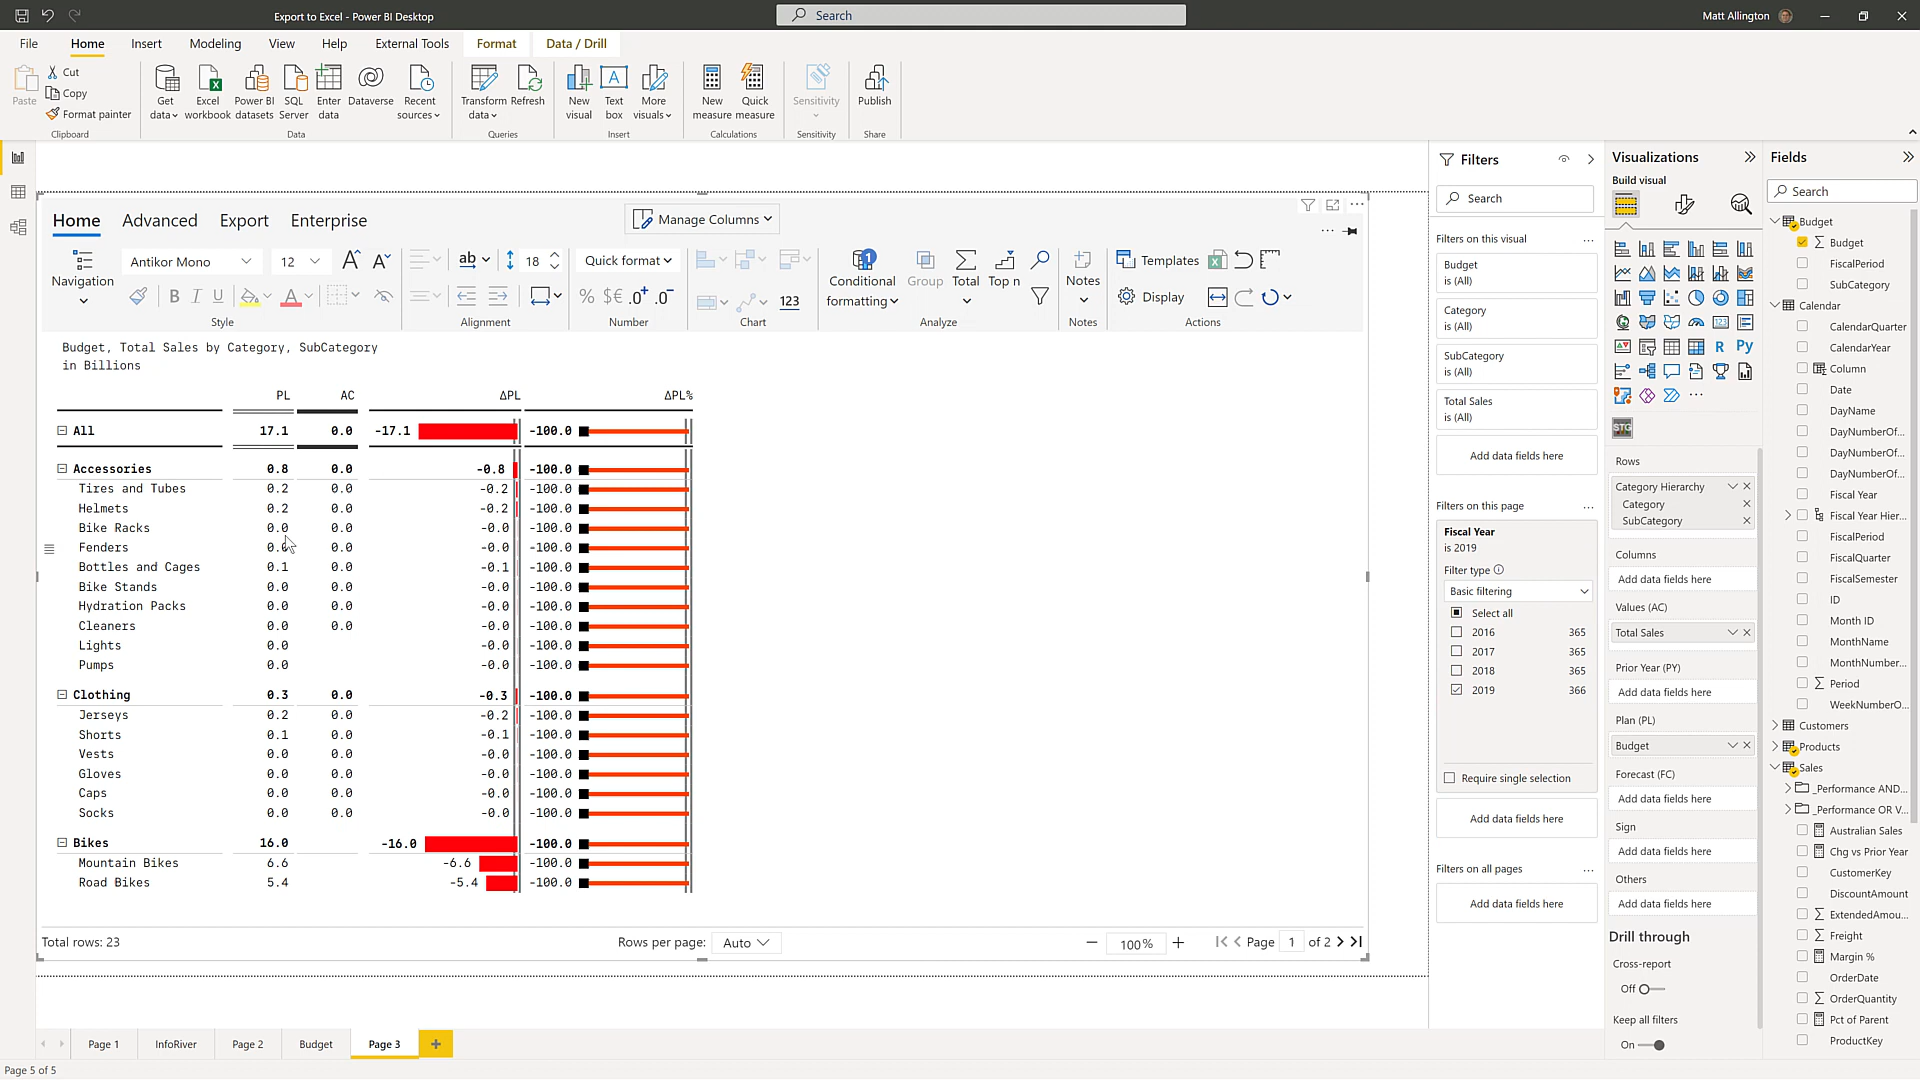 Export to Excel - Power BI Desktop
Search
Matt Allington
File
Home
Insert
Modeling
View
Help
External Tools
Format
Data / Drill
Paste
Cut
Copy
Format painter
Clipboard
Get data
Excel workbook
Power BI datasets
SQL Server
Enter data
Dataverse
Recent sources
Data
Transform data
Refresh
Queries
New visual
Text box
More visuals
Insert
New measure
Quick measure
Calculations
Sensitivity
Sensitivity
Publish
Share
Home
Advanced
Export
Enterprise
Manage Columns
Navigation
Antikor Mono
12
B I U
Style
ab
18
Alignment
Quick format
% $€ .0+ .0-
Number
123
Chart
Conditional formatting
1
Group
Total
Top n
Analyze
Notes
Notes
Templates
Display
Actions
Budget, Total Sales by Category, SubCategory
in Billions
PL AC ΔPL ΔPL%
All 17.1 0.0 -17.1 -100.0
Accessories 0.8 0.0 -0.8 -100.0
Tires and Tubes 0.2 0.0 -0.2 -100.0
Helmets 0.2 0.0 -0.2 -100.0
Bike Racks 0.0 0.0 -0.0 -100.0
Fenders 0.0 0.0 -0.0 -100.0
Bottles and Cages 0.1 0.0 -0.1 -100.0
Bike Stands 0.0 0.0 -0.0 -100.0
Hydration Packs 0.0 0.0 -0.0 -100.0
Cleaners 0.0 0.0 -0.0 -100.0
Lights 0.0 -0.0 -100.0
Pumps 0.0 -0.0 -100.0
Clothing 0.3 0.0 -0.3 -100.0
Jerseys 0.2 0.0 -0.2 -100.0
Shorts 0.1 0.0 -0.1 -100.0
Vests 0.0 0.0 -0.0 -100.0
Gloves 0.0 0.0 -0.0 -100.0
Caps 0.0 0.0 -0.0 -100.0
Socks 0.0 0.0 -0.0 -100.0
Bikes 16.0 -16.0 -100.0
Mountain Bikes 6.6 -6.6 -100.0
Road Bikes 5.4 -5.4 -100.0
Total rows: 23
Rows per page: Auto
100%
Page 1 of 2
Page 1
InfoRiver
Page 2
Budget
Page 3
Page 5 of 5
Filters
Search
Filters on this visual
Budget
is (All)
Category
is (All)
SubCategory
is (All)
Total Sales
is (All)
Add data fields here
Filters on this page
Fiscal Year
is 2019
Filter type
Basic filtering
Select all
2016 365
2017 365
2018 365
2019 366
Require single selection
Add data fields here
Filters on all pages
Add data fields here
Visualizations
Build visual
R
Py
123
STG
Rows
Category Hierarchy
Category
SubCategory
Columns
Add data fields here
Values (AC)
Total Sales
Prior Year (PY)
Add data fields here
Plan (PL)
Budget
Forecast (FC)
Add data fields here
Sign
Add data fields here
Others
Add data fields here
Drill through
Cross-report
Off
Keep all filters
On
Fields
Search
Budget
Budget
FiscalPeriod
SubCategory
Calendar
CalendarQuarter
CalendarYear
Column
Date
DayName
DayNumberOf...
DayNumberOf...
DayNumberOf...
Fiscal Year
Fiscal Year Hier...
FiscalPeriod
FiscalQuarter
FiscalSemester
ID
Month ID
MonthName
MonthNumber...
Period
WeekNumberO...
Customers
Products
Sales
_Performance AND...
_Performance OR V...
Australian Sales
Chg vs Prior Year
CustomerKey
DiscountAmount
ExtendedAmou...
Freight
Margin %
OrderDate
OrderQuantity
Pct of Parent
ProductKey